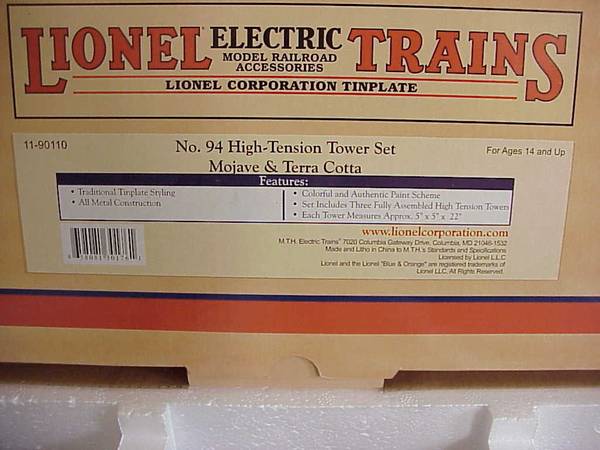 LIONEL ELECTRIC TRAINS
MODEL RAILROAD
ACCESSORIES
LIONEL CORPORATION TINPLATE
11-90110
No. 94 High-Tension Tower Set
For Ages 14 and Up
Mojave & Terra Cotta
Features:
• Traditional Tinplate Styling
• All Metal Construction
• Colorful and Authentic Paint Scheme
• Set Includes Three Fully Assembled High Tension Towers
• Each Tower Measures Approx. 5" x 5" x 22"
www.lionelcorporation.com
M.T.H. Electric Trains® 7020 Columbia Gateway Drive, Columbia, MD 21046-1532
Made and Litho in China to M.T.H.'s Standards and Specifications
Licensed by Lionel L.L.C
Lionel and the Lionel "Blue & Orange" are registered trademarks of
Lionel LLC. All Rights Reserved.